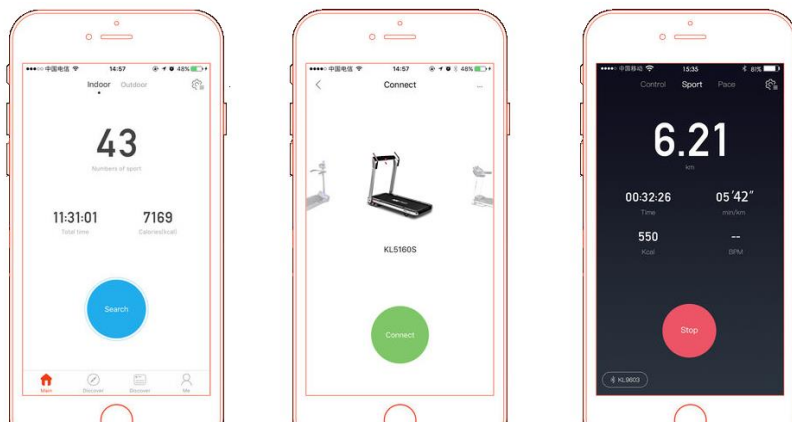 中国电信 14:57 48%
Indoor Outdoor
43
Numbers of sport
11:31:01 7169
Total time Calories(kcal)
Search
Main Discover Discover Me
中国电信 14:57 48%
Connect ...
KL5160S
Connect
中国移动 15:35 81%
Control Sport Pace
6.21
km
00:32:26 05'42"
Time min/km
550 --
Kcal BPM
Stop
KL9603